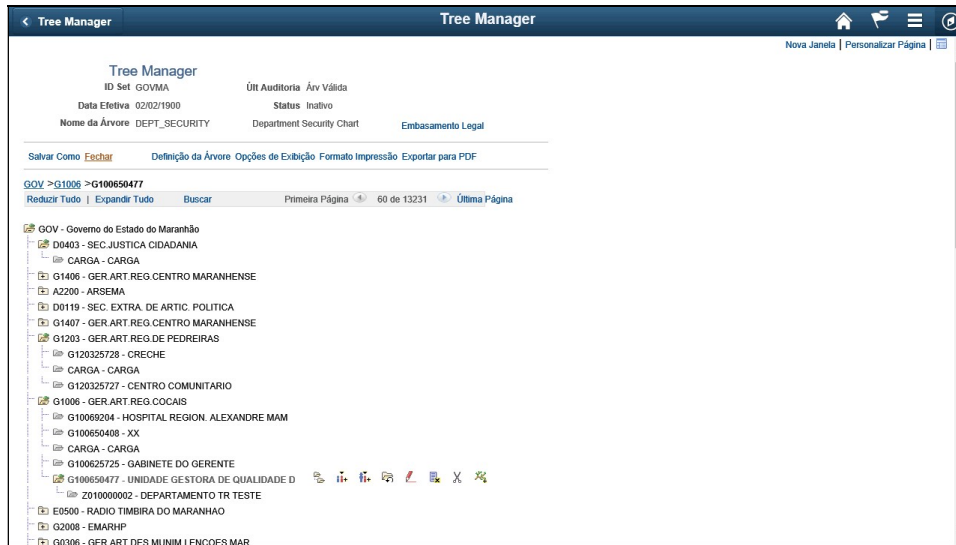 Tree Manager
Tree Manager
Nova Janela | Personalizar Página |
Tree Manager
ID Set GOVMA Últ Auditoria Árv Válida
Data Efetiva 02/02/1900 Status Inativo
Nome da Árvore DEPT_SECURITY Department Security Chart Embasamento Legal
Salvar Como Fechar Definição da Árvore Opções de Exibição Formato Impressão Exportar para PDF
GOV >G1006 >G100650477
Reduzir Tudo | Expandir Tudo Buscar Primeira Página 60 de 13231 Última Página
GOV - Governo do Estado do Maranhão
D0403 - SEC.JUSTICA CIDADANIA
CARGA - CARGA
G1406 - GER.ART.REG.CENTRO MARANHENSE
A2200 - ARSEMA
D0119 - SEC. EXTRA. DE ARTIC. POLITICA
G1407 - GER.ART.REG.CENTRO MARANHENSE
G1203 - GER.ART.REG.DE PEDREIRAS
G120325728 - CRECHE
CARGA - CARGA
G120325727 - CENTRO COMUNITARIO
G1006 - GER.ART.REG.COCAIS
G10069204 - HOSPITAL REGION. ALEXANDRE MAM
G100650408 - XX
CARGA - CARGA
G100625725 - GABINETE DO GERENTE
G100650477 - UNIDADE GESTORA DE QUALIDADE D
Z010000002 - DEPARTAMENTO TR TESTE
E0500 - RADIO TIMBIRA DO MARANHAO
G2008 - EMARHP
G0306 - GER.ART.DES.MUNIM.LENCOES MAR